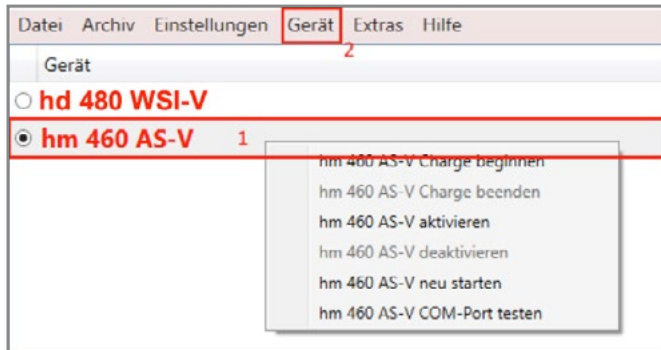 Datei Archiv Einstellungen Gerät Extras Hilfe
2
Gerät
hd 480 WSI-V
hm 460 AS-V 1
hm 460 AS-V Charge beginnen
hm 460 AS-V Charge beenden
hm 460 AS-V aktivieren
hm 460 AS-V deaktivieren
hm 460 AS-V neu starten
hm 460 AS-V COM-Port testen